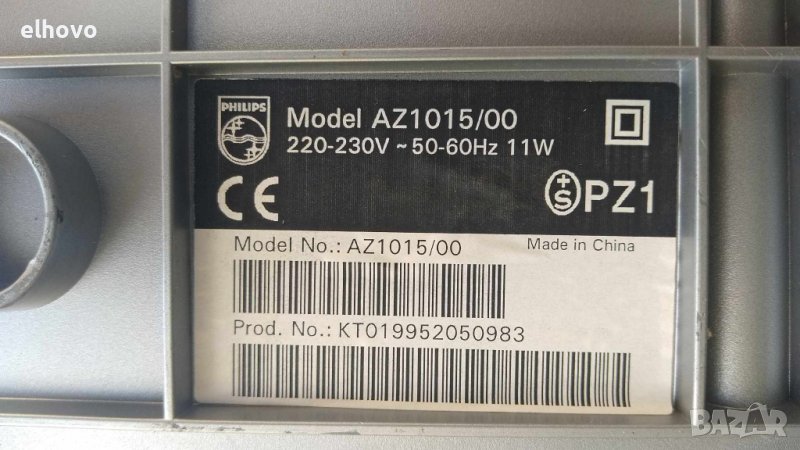 elhovo
PHILIPS
Model AZ1015/00
220-230V ~ 50-60Hz 11W
CE
+S PZ1
Model No.: AZ1015/00
Made in China
Prod. No.: KT019952050983
BAZAR